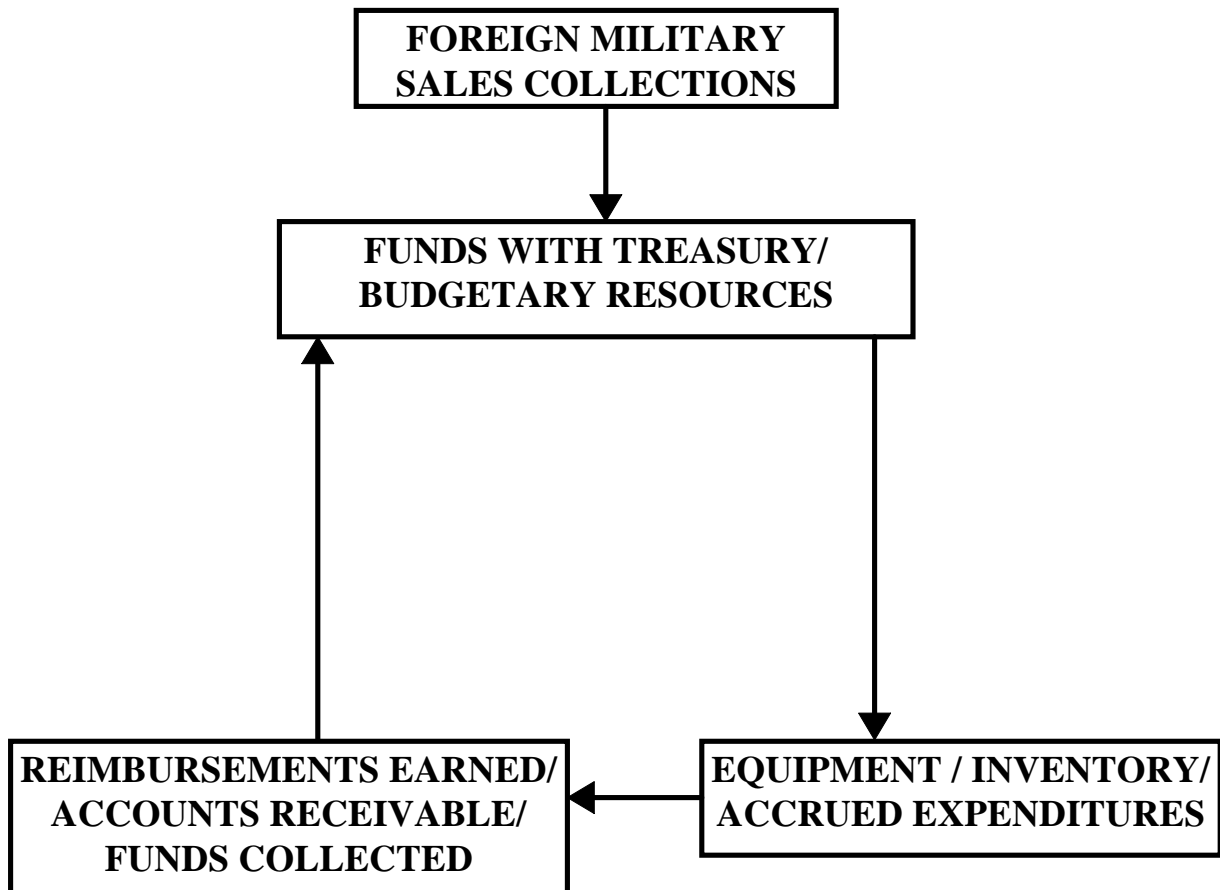 FOREIGN MILITARY
SALES COLLECTIONS
FUNDS WITH TREASURY/
BUDGETARY RESOURCES
REIMBURSEMENTS EARNED/
ACCOUNTS RECEIVABLE/
FUNDS COLLECTED
EQUIPMENT / INVENTORY/
ACCRUED EXPENDITURES